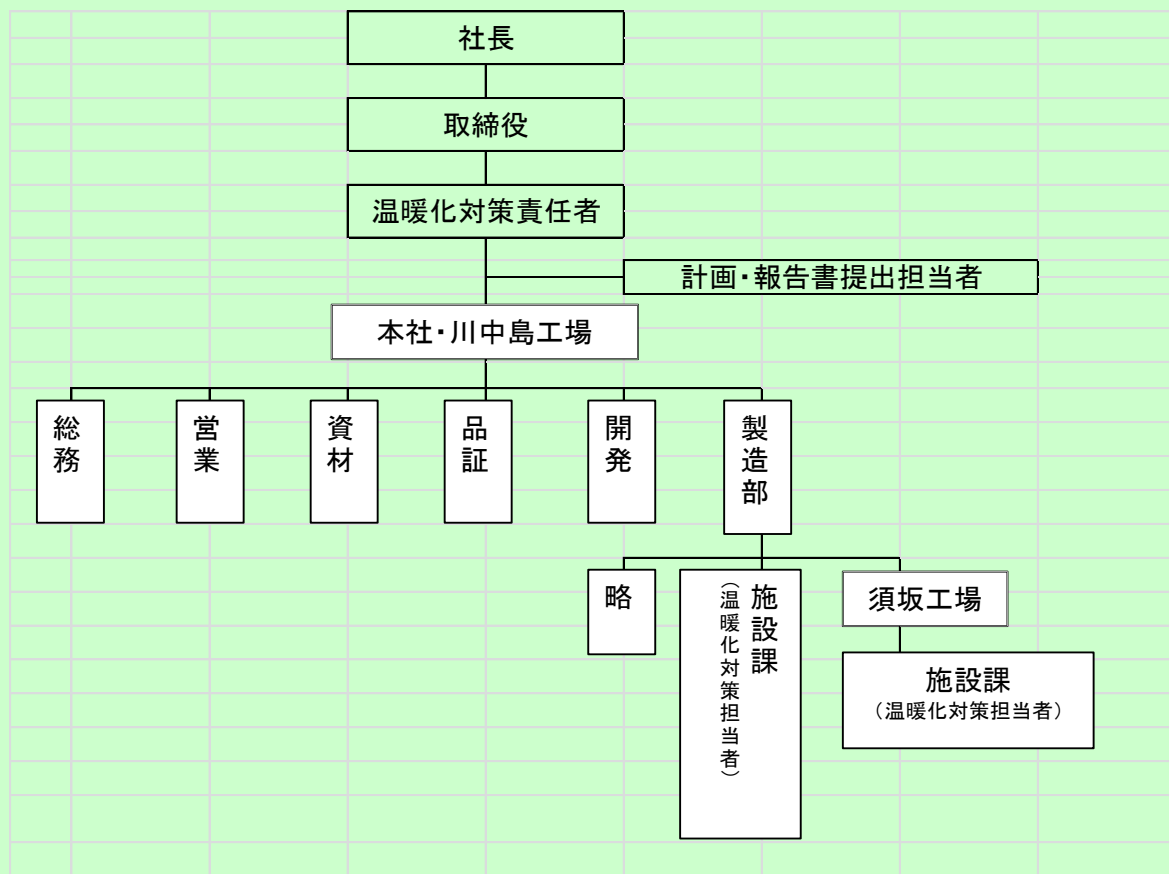 社長
取締役
温暖化対策責任者
計画・報告書提出担当者
本社・川中島工場
総務
営業
資材
品証
開発
製造部
略
施設課
（温暖化対策担当者）
須坂工場
施設課
（温暖化対策担当者）